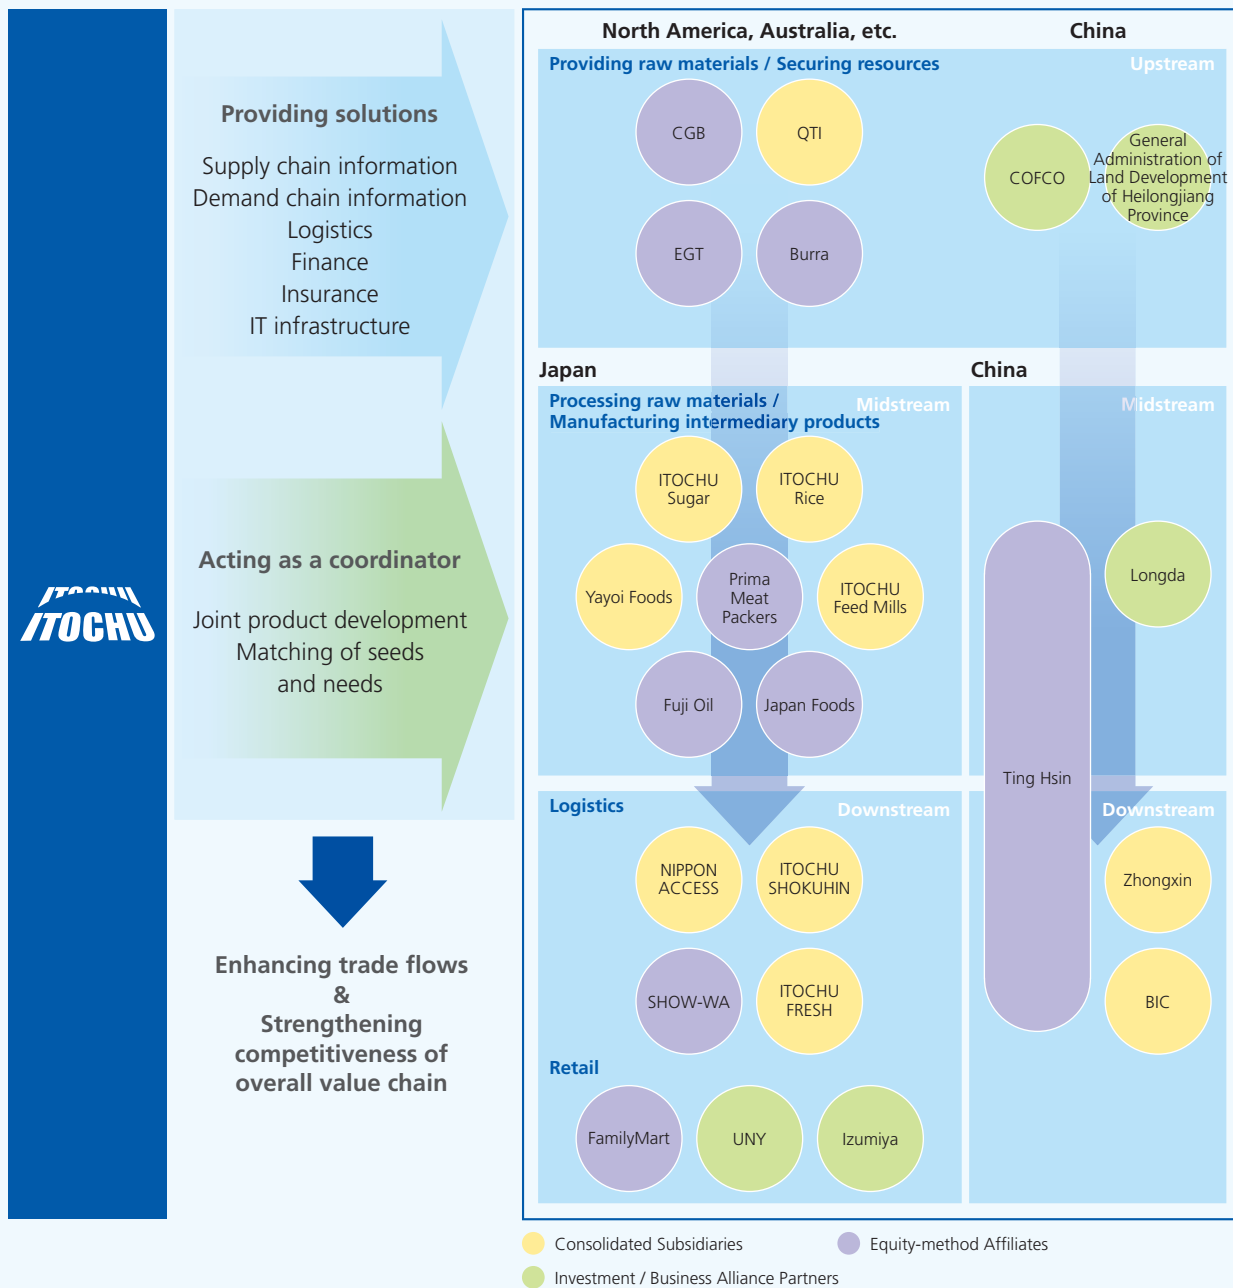 ITOCHU
ITOCHU
Providing solutions
Supply chain information
Demand chain information
Logistics
Finance
Insurance
IT infrastructure
Acting as a coordinator
Joint product development
Matching of seeds
and needs
Enhancing trade flows
&
Strengthening
competitiveness of
overall value chain
North America, Australia, etc.
China
Providing raw materials / Securing resources
Upstream
CGB
QTI
EGT
Burra
COFCO
General
Administration of
Land Development
of Heilongjiang
Province
Japan
Processing raw materials /
Manufacturing intermediary products
Midstream
ITOCHU
Sugar
ITOCHU
Rice
Yayoi Foods
Prima
Meat
Packers
ITOCHU
Feed Mills
Fuji Oil
Japan Foods
China
Midstream
Longda
Ting Hsin
Logistics
Downstream
NIPPON
ACCESS
ITOCHU
SHOKUHIN
SHOW-WA
ITOCHU
FRESH
Retail
FamilyMart
UNY
Izumiya
Downstream
Zhongxin
BIC
Consolidated Subsidiaries
Equity-method Affiliates
Investment / Business Alliance Partners